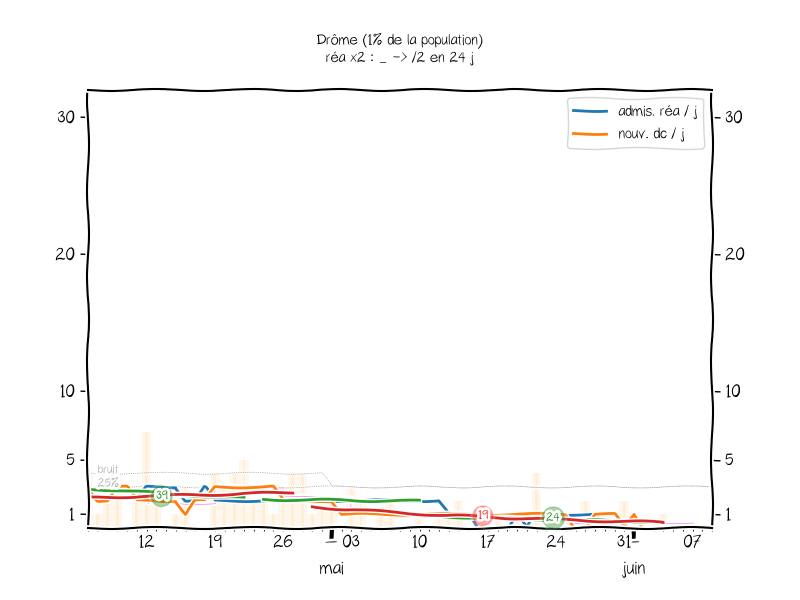 Drôme (1% de la population)
réa x2 : _ -> /2 en 24 j
admis. réa / j
nouv. dc / j
30 30
20 20
10 10
5 5
1 1
bruit
25%
39
19
24
12 19 26 03 10 17 24 31 07
mai juin